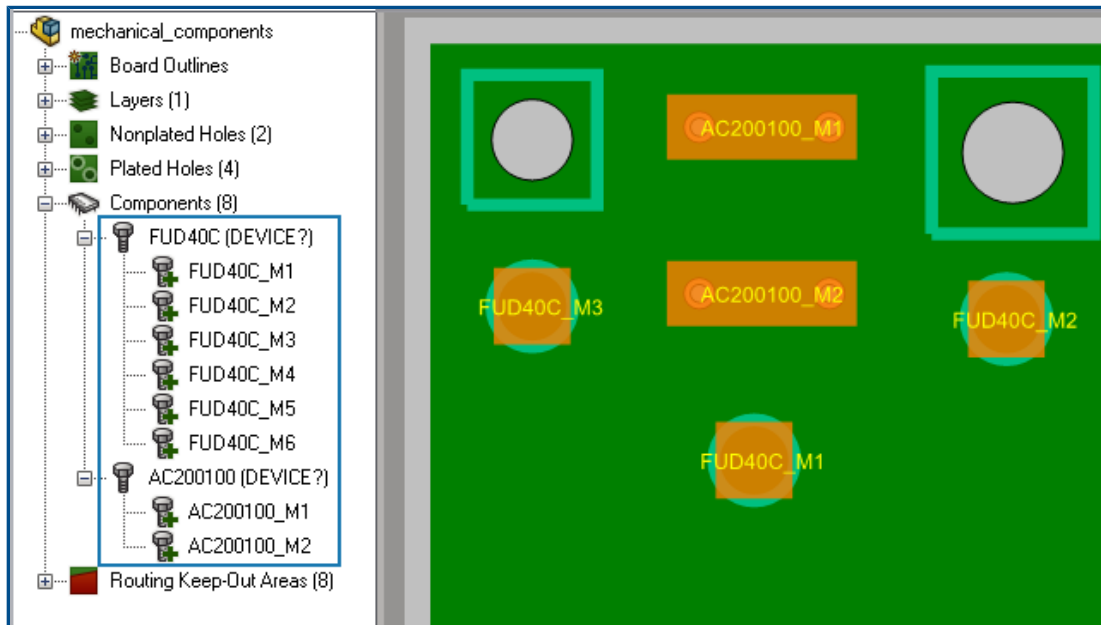 mechanical_components
Board Outlines
Layers (1)
Nonplated Holes (2)
Plated Holes (4)
Components (8)
FUD40C (DEVICE?)
FUD40C_M1
FUD40C_M2
FUD40C_M3
FUD40C_M4
FUD40C_M5
FUD40C_M6
AC200100 (DEVICE?)
AC200100_M1
AC200100_M2
Routing Keep-Out Areas (8)
AC200100_M1
AC200100_M2
FUD40C_M3
FUD40C_M2
FUD40C_M1